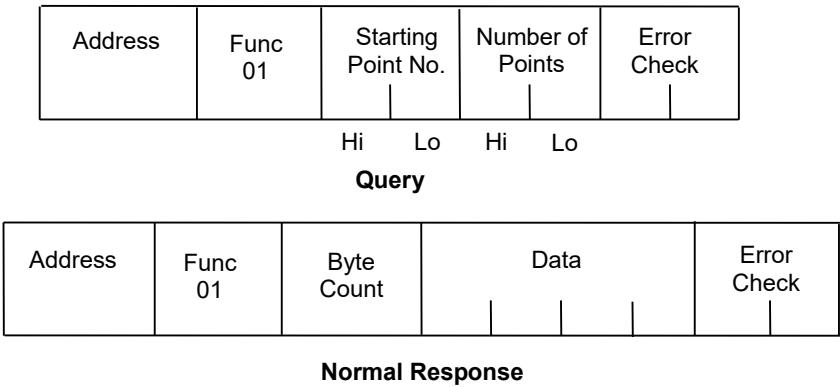 Address
Func
01
Starting
Point No.
Number of
Points
Error
Check
Hi Lo Hi Lo
Query
Address
Func
01
Byte
Count
Data
Error
Check
Normal Response